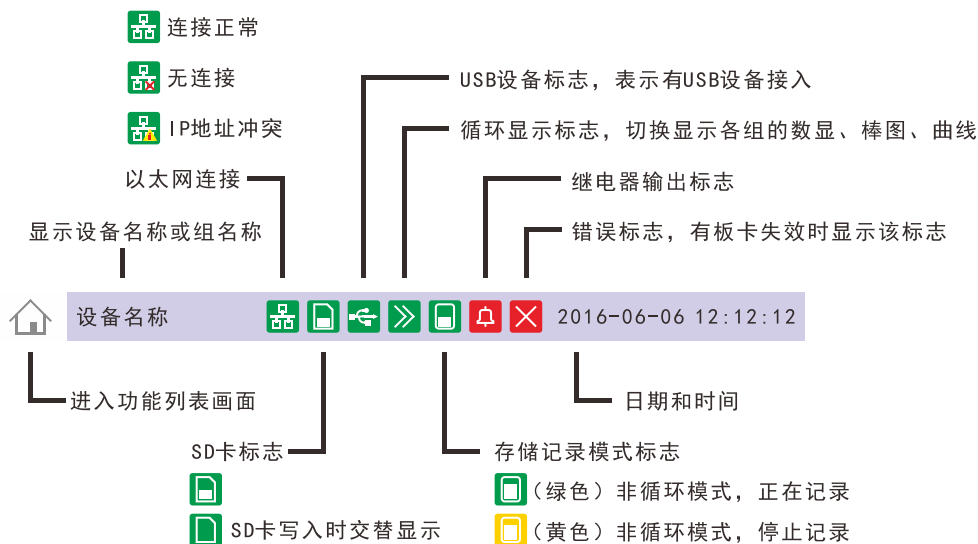 连接正常
无连接
USB设备标志，表示有USB设备接入
IP地址冲突
循环显示标志，切换显示各组的数显、棒图、曲线
以太网连接
继电器输出标志
显示设备名称或组名称
错误标志，有板卡失效时显示该标志
设备名称
2016-06-06 12:12:12
进入功能列表画面
日期和时间
SD卡标志
存储记录模式标志
（绿色）非循环模式，正在记录
SD卡写入时交替显示
（黄色）非循环模式，停止记录